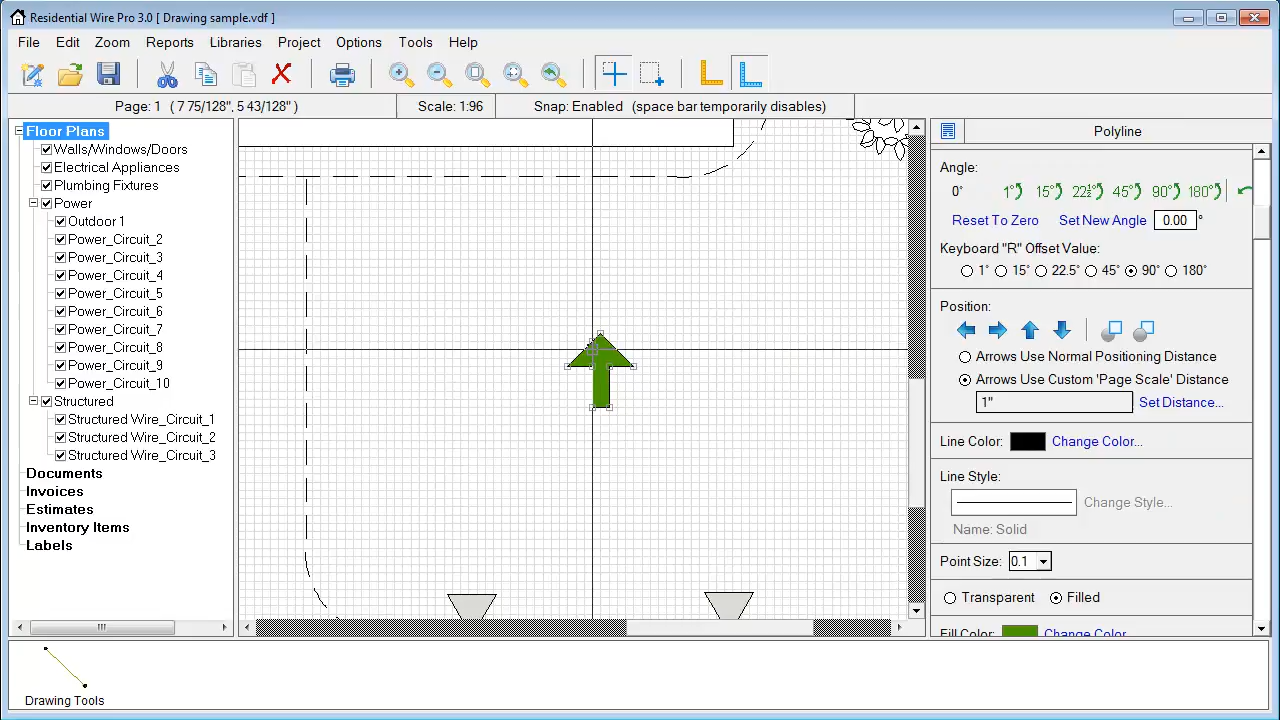 Residential Wire Pro 3.0 [ Drawing sample.vdf ]
File Edit Zoom Reports Libraries Project Options Tools Help
Page: 1 ( 7 75/128", 5 43/128" ) Scale: 1:96 Snap: Enabled (space bar temporarily disables)
Floor Plans
Walls/Windows/Doors
Electrical Appliances
Plumbing Fixtures
Power
Outdoor 1
Power_Circuit_2
Power_Circuit_3
Power_Circuit_4
Power_Circuit_5
Power_Circuit_6
Power_Circuit_7
Power_Circuit_8
Power_Circuit_9
Power_Circuit_10
Structured
Structured Wire_Circuit_1
Structured Wire_Circuit_2
Structured Wire_Circuit_3
Documents
Invoices
Estimates
Inventory Items
Labels
Polyline
Angle:
0° 1° 15° 22½° 45° 90° 180°
Reset To Zero Set New Angle 0.00 °
Keyboard "R" Offset Value:
1° 15° 22.5° 45° 90° 180°
Position:
Arrows Use Normal Positioning Distance
Arrows Use Custom 'Page Scale' Distance
1" Set Distance...
Line Color: Change Color...
Line Style:
Change Style...
Name: Solid
Point Size: 0.1
Transparent Filled
Fill Color: Change Color
Drawing Tools